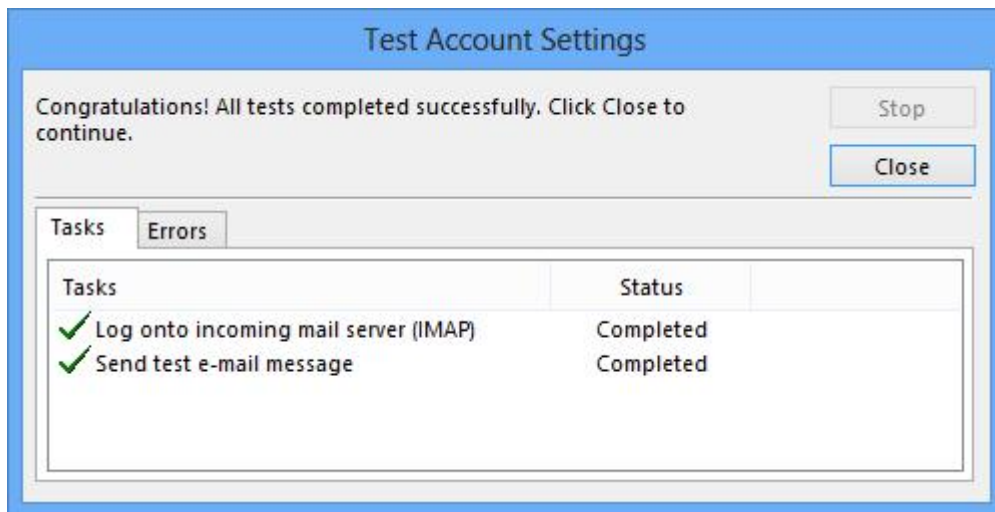 Test Account Settings
Congratulations! All tests completed successfully. Click Close to
continue.
Stop
Close
Tasks Errors
Tasks Status
Log onto incoming mail server (IMAP) Completed
Send test e-mail message Completed